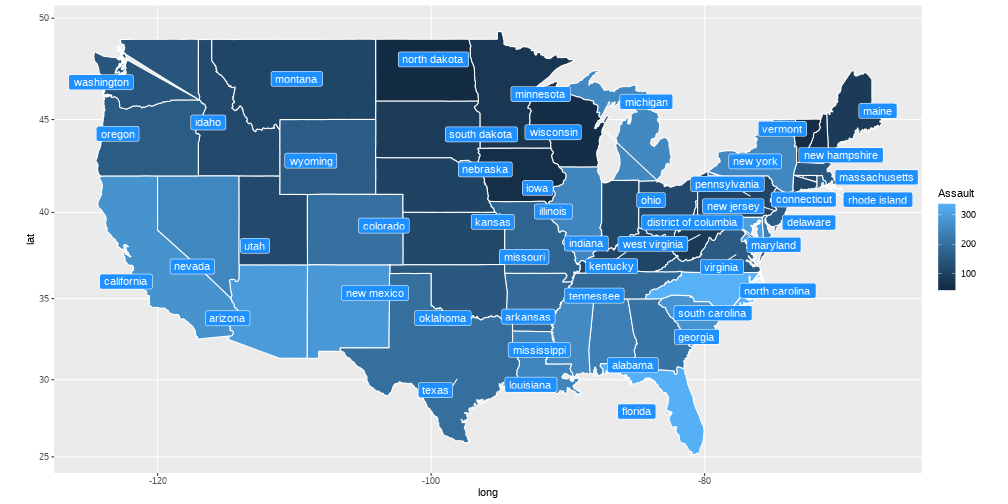 50
45
40
35
30
25
lat
washington
oregon
idaho
montana
north dakota
minnesota
michigan
maine
wyoming
south dakota
wisconsin
vermont
new hampshire
nebraska
iowa
new york
massachusetts
pennsylvania
connecticut
rhode island
utah
colorado
kansas
illinois
ohio
new jersey
district of columbia
delaware
nevada
california
missouri
indiana
west virginia
maryland
kentucky
virginia
arizona
new mexico
oklahoma
arkansas
tennessee
north carolina
south carolina
georgia
mississippi
alabama
texas
louisiana
florida
-120
-100
-80
long
Assault
300
200
100